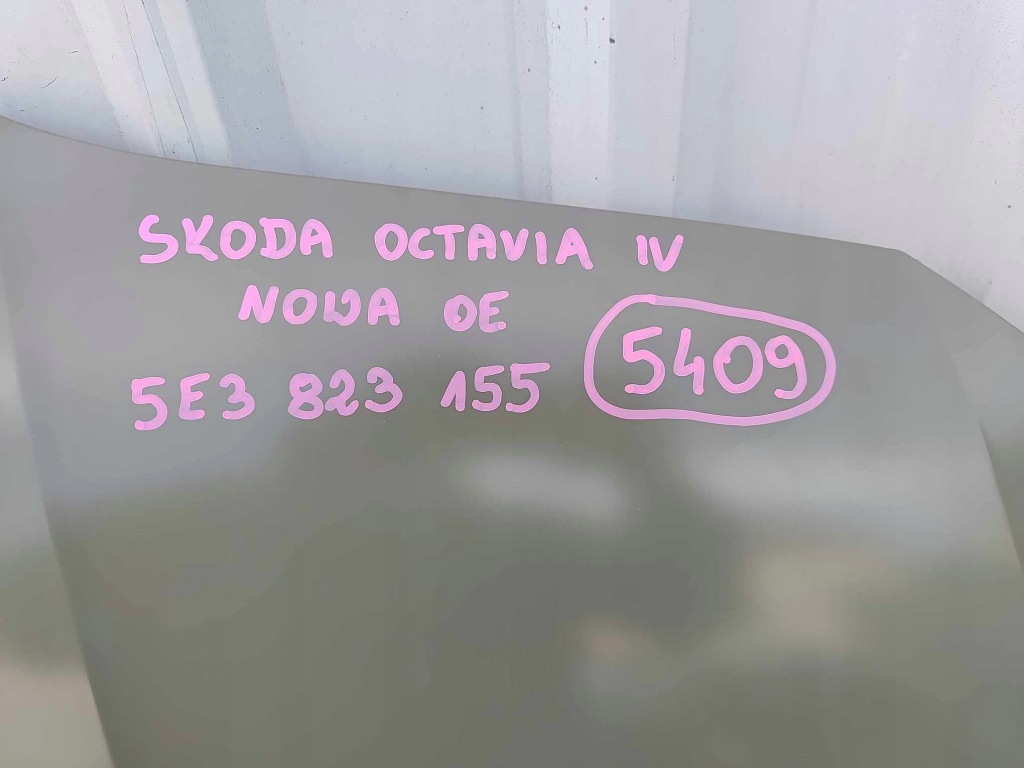 SKODA OCTAVIA IV
NOWA OE
5E3 823 155
5409